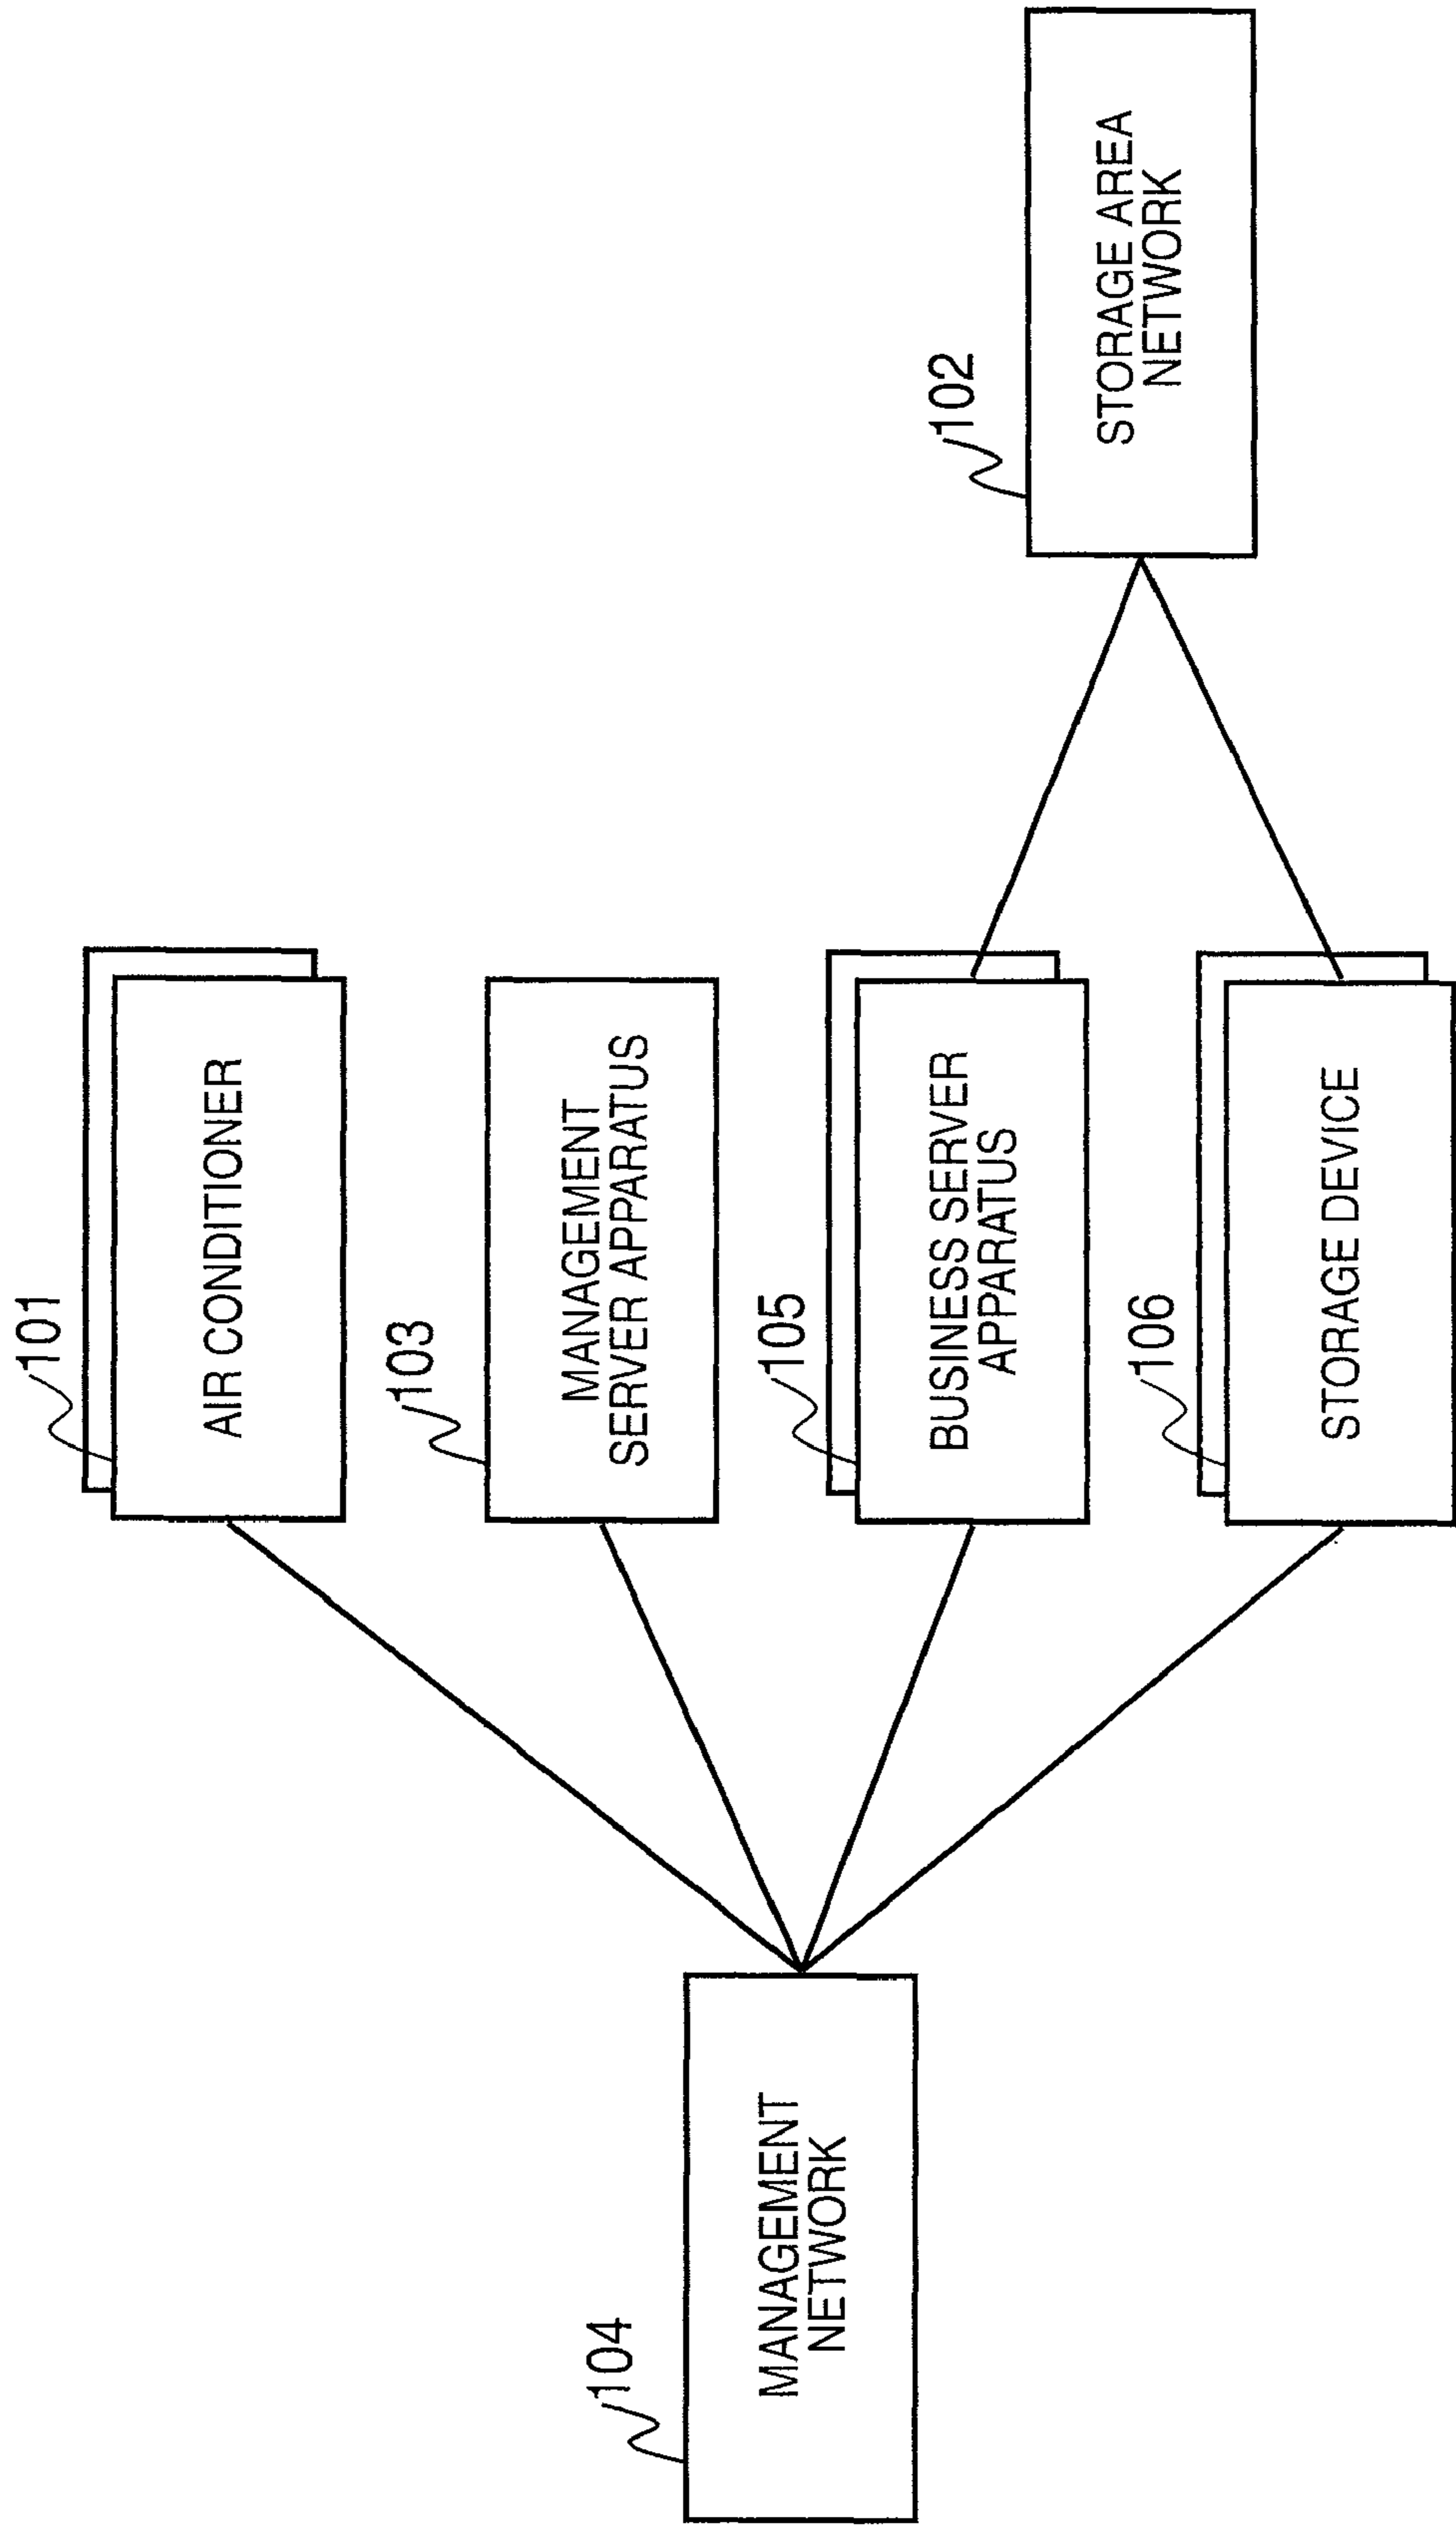 104
MANAGEMENT
NETWORK
101
AIR CONDITIONER
103
MANAGEMENT
SERVER APPARATUS
105
BUSINESS SERVER
APPARATUS
106
STORAGE DEVICE
102
STORAGE AREA
NETWORK